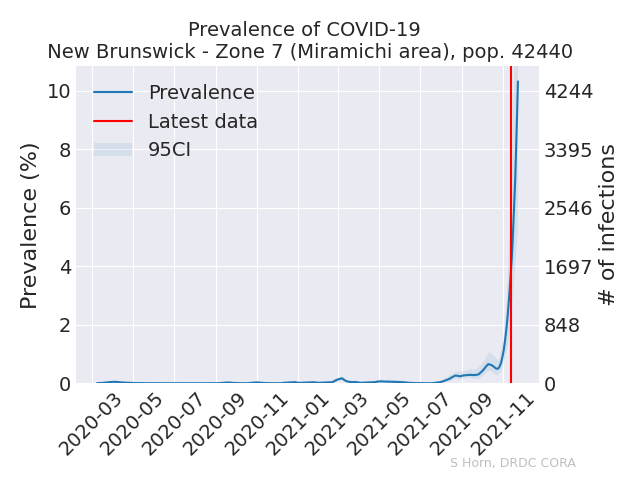 Prevalence of COVID-19
New Brunswick - Zone 7 (Miramichi area), pop. 42440
Prevalence
Latest data
95CI
Prevalence (%)
10
8
6
4
2
0
4244
3395
2546
1697
848
0
# of infections
2020-03
2020-05
2020-07
2020-09
2020-11
2021-01
2021-03
2021-05
2021-07
2021-09
2021-11
S Horn, DRDC CORA